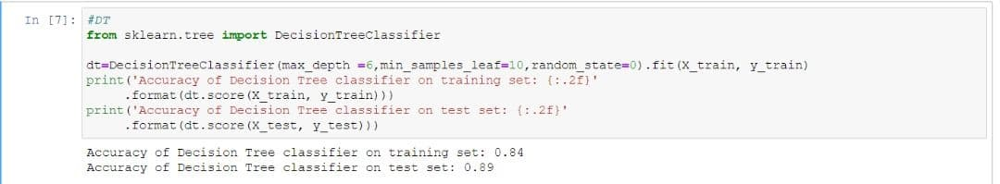 In [7]: #DT
from sklearn.tree import DecisionTreeClassifier
dt=DecisionTreeClassifier(max_depth =6,min_samples_leaf=10,random_state=0).fit(X_train, y_train)
print('Accuracy of Decision Tree classifier on training set: {:.2f}'
.format(dt.score(X_train, y_train)))
print('Accuracy of Decision Tree classifier on test set: {:.2f}'
.format(dt.score(X_test, y_test)))
Accuracy of Decision Tree classifier on training set: 0.84
Accuracy of Decision Tree classifier on test set: 0.89